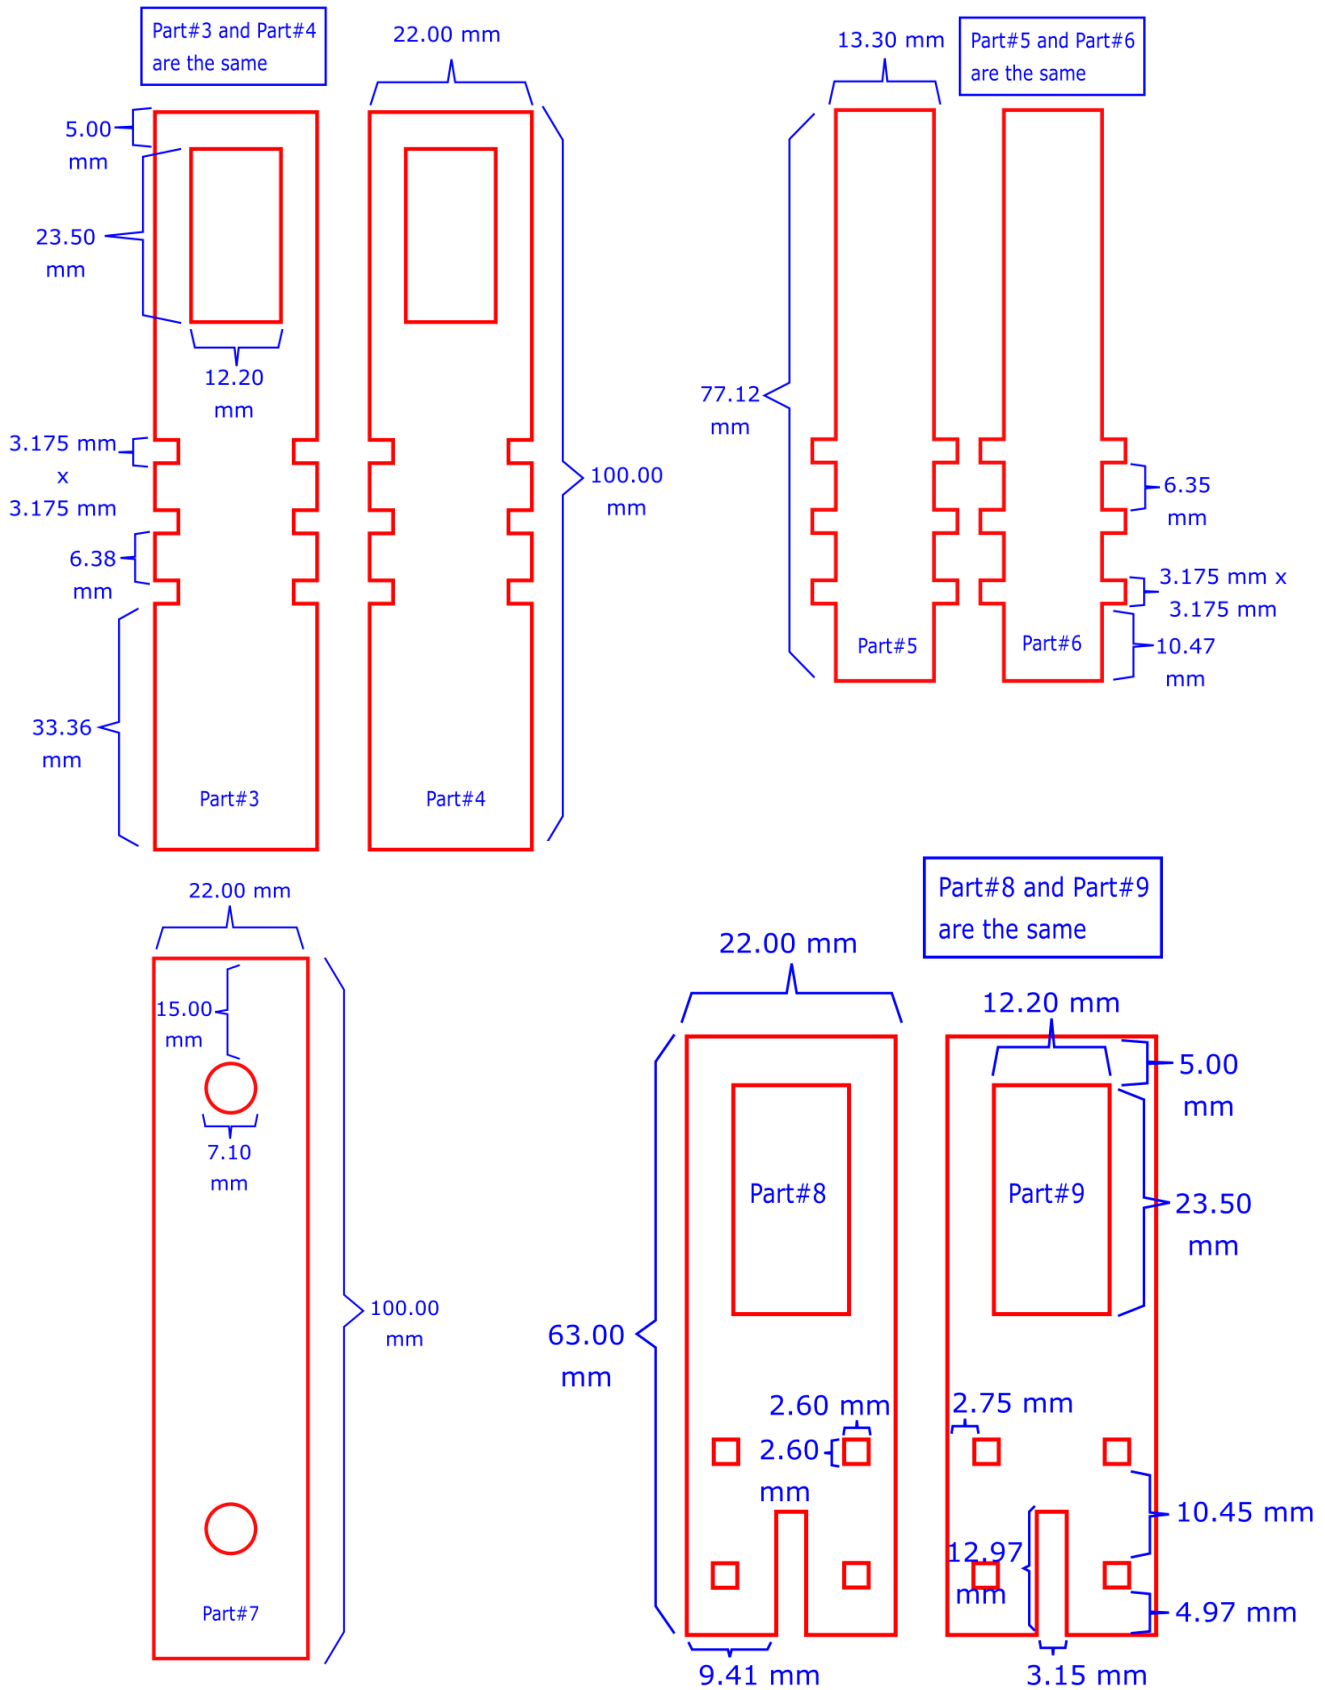 Part#3 and Part#4
are the same
22.00 mm
5.00
mm
23.50
mm
12.20
mm
3.175 mm
x
3.175 mm
6.38
mm
33.36
mm
100.00
mm
Part#3
Part#4
13.30 mm
Part#5 and Part#6
are the same
77.12
mm
6.35
mm
3.175 mm x
3.175 mm
10.47
mm
Part#5
Part#6
22.00 mm
15.00
mm
7.10
mm
100.00
mm
Part#7
Part#8 and Part#9
are the same
22.00 mm
12.20 mm
5.00
mm
Part#8
Part#9
23.50
mm
63.00
mm
2.60 mm
2.60
mm
2.75 mm
10.45 mm
12.97
mm
4.97 mm
9.41 mm
3.15 mm